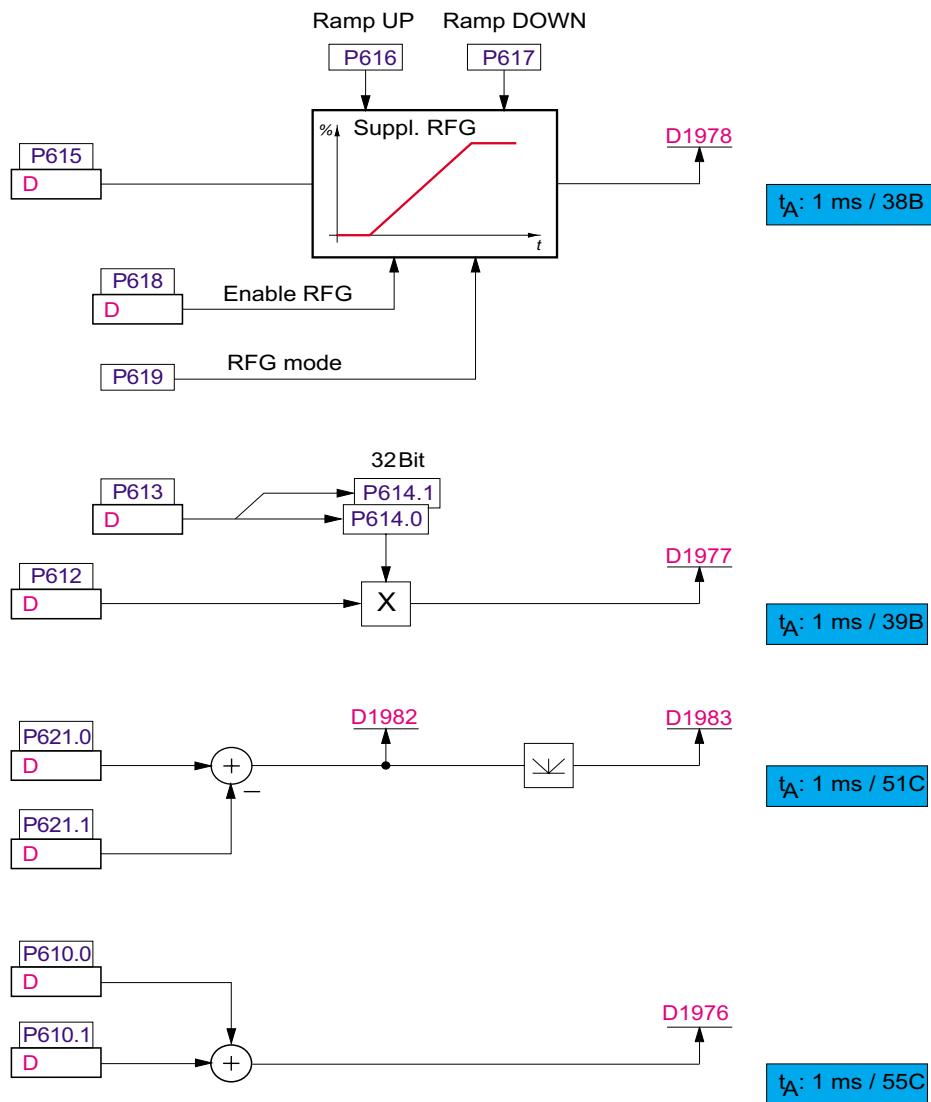 Ramp UP Ramp DOWN
P616 P617
% Suppl. RFG
D1978
P615
D
tA: 1 ms / 38B
t
P618
D
Enable RFG
P619
RFG mode
32Bit
P613
D
P614.1
P614.0
D1977
P612
D
X
tA: 1 ms / 39B
D1982 D1983
P621.0
D
+
–
tA: 1 ms / 51C
P621.1
D
P610.0
D
D1976
P610.1
D
+
tA: 1 ms / 55C